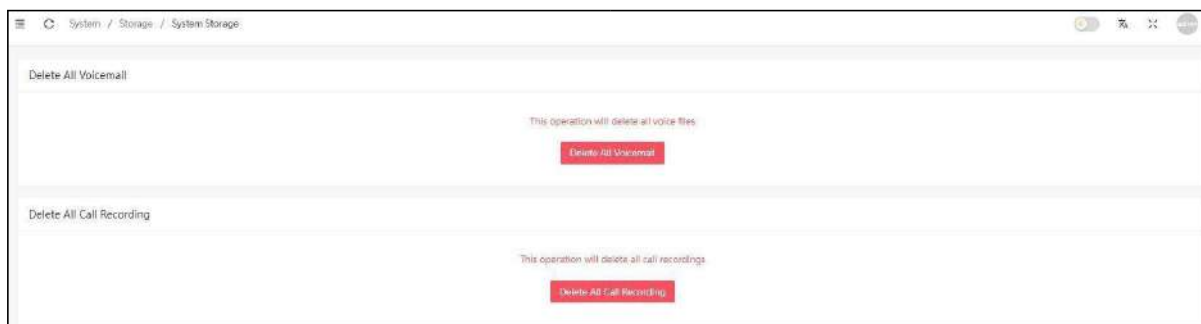 System / Storage / System Storage
Delete All Voicemail
This operation will delete all voice files
Delete All Voicemail
Delete All Call Recording
This operation will delete all call recordings
Delete All Call Recording